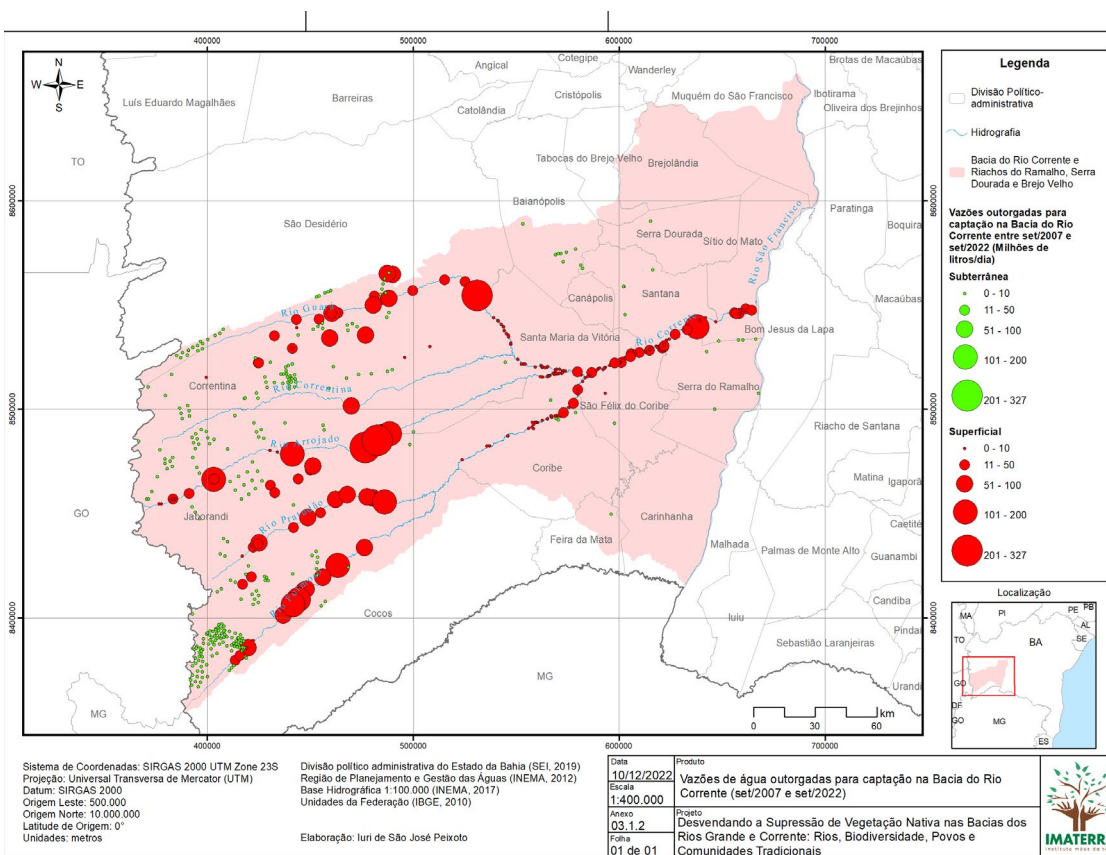 400000
500000
600000
700000
N
W
E
S
Luís Eduardo Magalhães
Barreiras
Angical
Cotegipe
Wanderley
Cristópolis
Catolândia
Muquém do São Francisco
Ibotirama
Brotas de Macaúbas
Oliveira dos Brejinhos
TO
Tabocas do Brejo Velho
Brejolândia
8600000
Baianópolis
São Desidério
Paratinga
Boquira
8600000
Serra Dourada
Sítio do Mato
Rio São Francisco
Canápolis
Santana
Macaúbas
Rio Guará
Santa Maria da Vitória
Rio Corrente
Bom Jesus da Lapa
Correntina
Rio Correntina
Serra do Ramalho
8500000
São Félix do Coribe
8500000
Riacho de Santana
Rio Arrojado
Coribe
Matina
Igaporã
GO
Jaborandi
Rio Pratudão
Carinhanha
Caetité
Feira da Mata
Malhada
Palmas de Monte Alto
Guanambi
Cocos
Candiba
8400000
Iuiu
8400000
Pindaí
Sebastião Laranjeiras
MG
MG
Urandi
0
30
60
km
400000
500000
600000
700000
Legenda
Divisão Político-
administrativa
Hidrografia
Bacia do Rio Corrente e
Riachos do Ramalho, Serra
Dourada e Brejo Velho
Vazões outorgadas para
captação na Bacia do Rio
Corrente entre set/2007 e
set/2022 (Milhões de
litros/dia)
Subterrânea
0 - 10
11 - 50
51 - 100
101 - 200
201 - 327
Superficial
0 - 10
11 - 50
51 - 100
101 - 200
201 - 327
Localização
MA
PI
PE
PB
AL
TO
SE
BA
GO
DF
GO
MG
ES
Sistema de Coordenadas: SIRGAS 2000 UTM Zone 23S
Projeção: Universal Transversa de Mercator (UTM)
Datum: SIRGAS 2000
Origem Leste: 500.000
Origem Norte: 10.000.000
Latitude de Origem: 0°
Unidades: metros
Divisão político administrativa do Estado da Bahia (SEI, 2019)
Região de Planejamento e Gestão das Águas (INEMA, 2012)
Base Hidrográfica 1:100.000 (INEMA, 2017)
Unidades da Federação (IBGE, 2010)
Elaboração: Iuri de São José Peixoto
Data
10/12/2022
Escala
1:400.000
Anexo
03.1.2
Folha
01 de 01
Produto
Vazões de água outorgadas para captação na Bacia do Rio
Corrente (set/2007 e set/2022)
Projeto
Desvendando a Supressão de Vegetação Nativa nas Bacias dos
Rios Grande e Corrente: Rios, Biodiversidade, Povos e
Comunidades Tradicionais
IMATERR